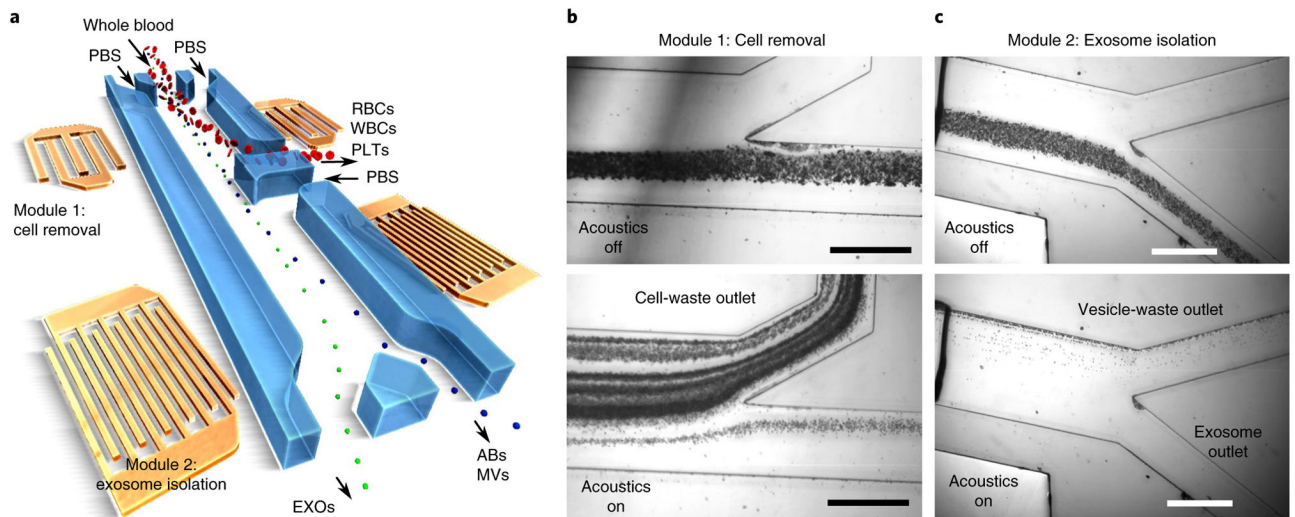 a
Whole blood
PBS
PBS
RBCs
WBCs
PLTs
PBS
Module 1:
cell removal
Module 2:
exosome isolation
ABs
MVs
EXOs
b
Module 1: Cell removal
Acoustics
off
Cell-waste outlet
Acoustics
on
c
Module 2: Exosome isolation
Acoustics
off
Vesicle-waste outlet
Exosome
outlet
Acoustics
on